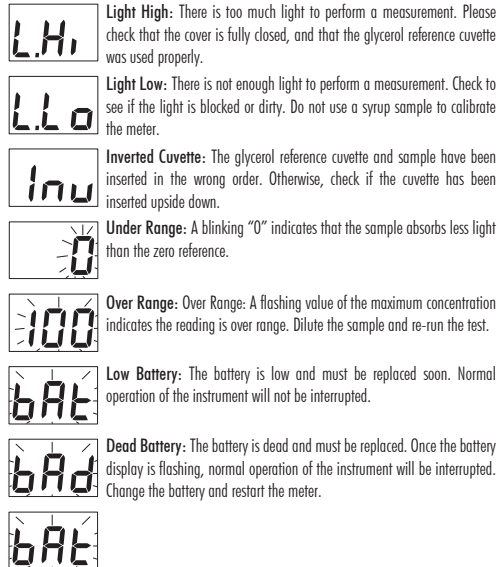 L.Hi
Light High: There is too much light to perform a measurement. Please
check that the cover is fully closed, and that the glycerol reference cuvette
was used properly.
L.Lo
Light Low: There is not enough light to perform a measurement. Check to
see if the light is blocked or dirty. Do not use a syrup sample to calibrate
the meter.
Inv
Inverted Cuvette: The glycerol reference cuvette and sample have been
inserted in the wrong order. Otherwise, check if the cuvette has been
inserted upside down.
0
Under Range: A blinking “0” indicates that the sample absorbs less light
than the zero reference.
100
Over Range: Over Range: A flashing value of the maximum concentration
indicates the reading is over range. Dilute the sample and re-run the test.
bAt
Low Battery: The battery is low and must be replaced soon. Normal
operation of the instrument will not be interrupted.
bAd
Dead Battery: The battery is dead and must be replaced. Once the battery
display is flashing, normal operation of the instrument will be interrupted.
Change the battery and restart the meter.
bAt